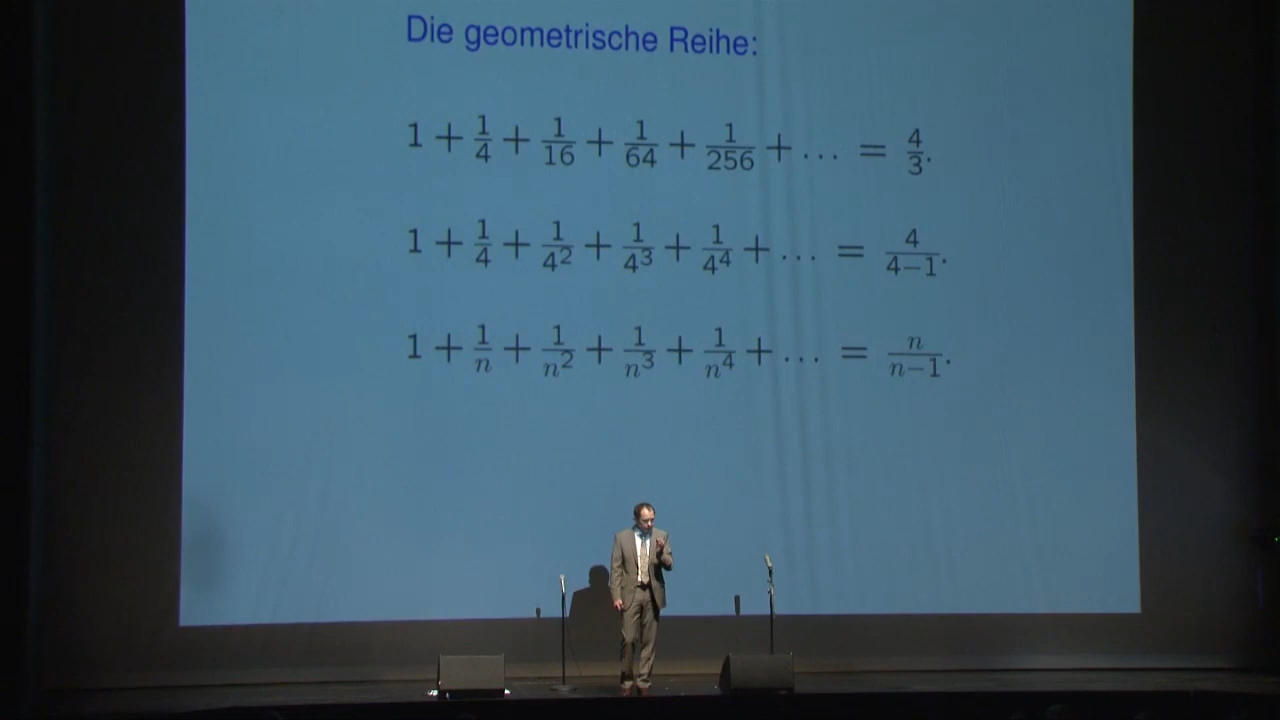 Die geometrische Reihe:
1 + 1/4 + 1/16 + 1/64 + 1/256 + ... = 4/3.
1 + 1/4 + 1/4² + 1/4³ + 1/4⁴ + ... = 4/(4−1).
1 + 1/n + 1/n² + 1/n³ + 1/n⁴ + ... = n/(n−1).